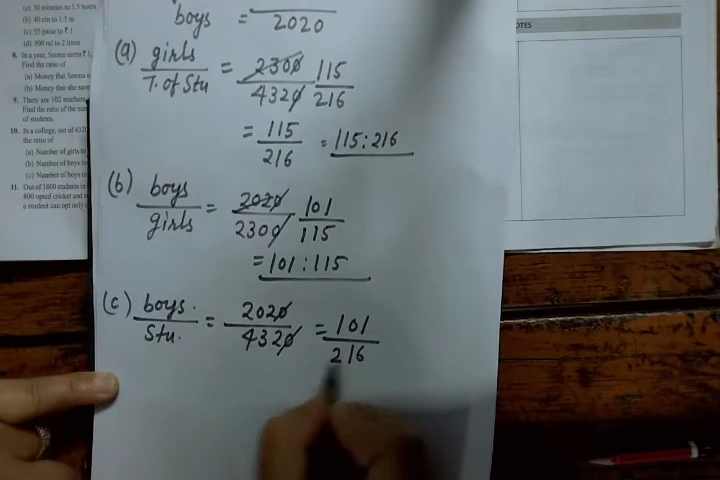 (a) 30 minutes to 1.5 hours
(b) 40 cm to 1.5 m
(c) 55 paise to ₹ 1
(d) 500 ml to 2 litres
8. In a year, Seema earns ₹ 1,
Find the ratio of
(a) Money that Seema
(b) Money that she save
9. There are 102 teachers
Find the ratio of the
of students.
10. In a college, out of 4320
the ratio of
(a) Number of girls to
(b) Number of boys to
(c) Number of boys to
11. Out of 1800 students in
800 opted cricket and
a student can opt only
OTES
boys = 2020
(a) girls / T. of Stu = 2300 / 4320 115 / 216
= 115 / 216 = 115:216
(b) boys / girls = 2020 / 2300 101 / 115
= 101:115
(c) boys. / Stu. = 2020 / 4320 = 101 / 216